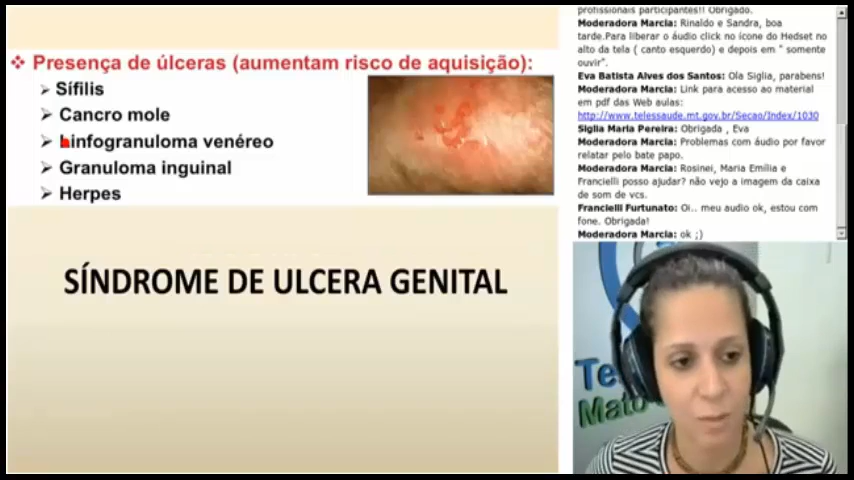 ❖ Presença de úlceras (aumentam risco de aquisição):
➤ Sífilis
➤ Cancro mole
➤ Linfogranuloma venéreo
➤ Granuloma inguinal
➤ Herpes
SÍNDROME DE ULCERA GENITAL
profissionais participantes!! Obrigado.
Moderadora Marcia: Rinaldo e Sandra, boa
tarde.Para liberar o áudio click no ícone do Hedset no
alto da tela ( canto esquerdo) e depois em " somente
ouvir".
Eva Batista Alves dos Santos: Ola Siglia, parabens!
Moderadora Marcia: Link para acesso ao material
em pdf das Web aulas:
http://www.telessaude.mt.gov.br/Secao/Index/1030
Siglia Maria Pereira: Obrigada , Eva
Moderadora Marcia: Problemas com áudio por favor
relatar pelo bate papo.
Moderadora Marcia: Rosinei, Maria Emília e
Francielli posso ajudar? não vejo a imagem da caixa
de som de vcs.
Francielli Furtunato: Oi.. meu audio ok, estou com
fone. Obrigada!
Moderadora Marcia: ok ;)
Te
Mato